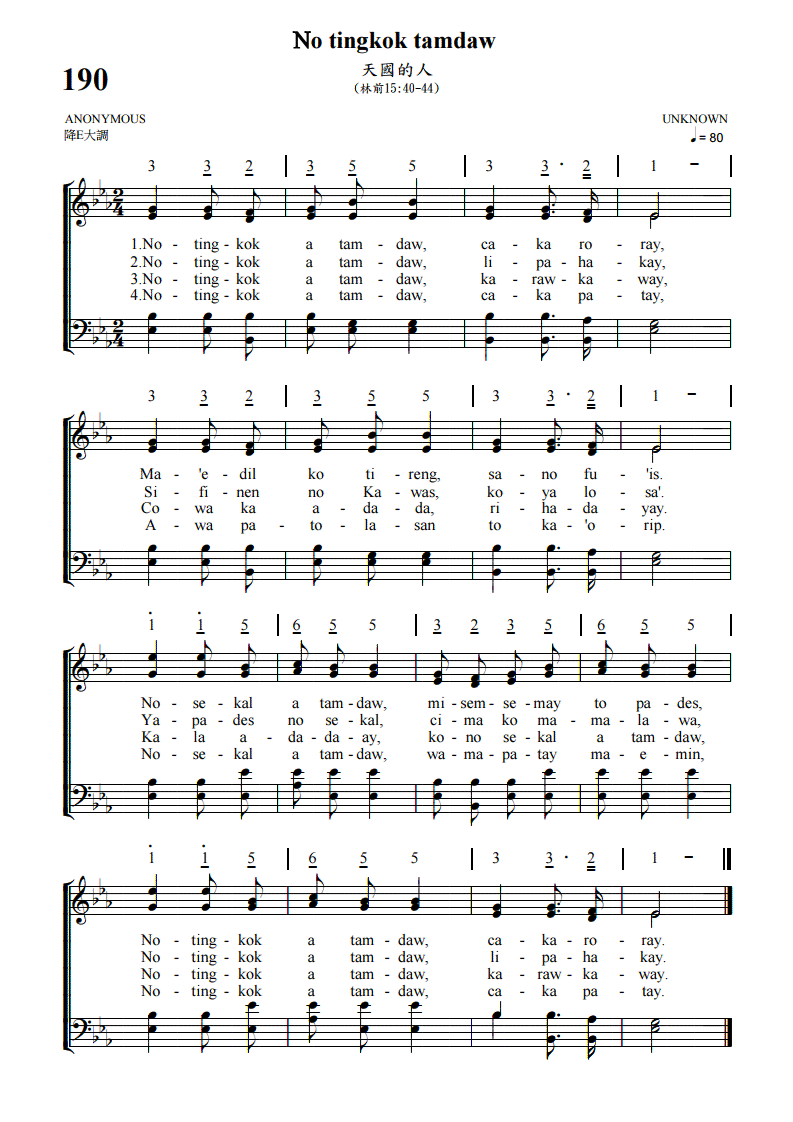 No tingkok tamdaw
天國的人
190
(林前15:40-44)
ANONYMOUS
UNKNOWN
降E大調
♩= 80
3 3 2 | 3 5 5 | 3 3 · 2 | 1 - |
1.No - ting - kok a tam - daw, ca - ka ro - ray,
2.No - ting - kok a tam - daw, li - pa - ha - kay,
3.No - ting - kok a tam - daw, ka - raw - ka - way,
4.No - ting - kok a tam - daw, ca - ka pa - tay,
3 3 2 | 3 5 5 | 3 3 · 2 | 1 - |
Ma - 'e - dil ko ti - reng, sa - no fu - 'is.
Si - fi - nen no Ka - was, ko - ya lo - sa'.
Co - wa ka a - da - da, ri - ha - da - yay.
A - wa pa - to - la - san to ka - 'o - rip.
1 1 5 | 6 5 5 | 3 2 3 5 | 6 5 5 |
No - se - kal a tam - daw, mi - sem - se - may to pa - des,
Ya - pa - des no se - kal, ci - ma ko ma - ma - la - wa,
Ka - la a - da - da - ay, ko - no se - kal a tam - daw,
No - se - kal a tam - daw, wa - ma - pa - tay ma - e - min,
1 1 5 | 6 5 5 | 3 3 · 2 | 1 - ‖
No - ting - kok a tam - daw, ca - ka - ro - ray.
No - ting - kok a tam - daw, li - pa - ha - kay.
No - ting - kok a tam - daw, ka - raw - ka - way.
No - ting - kok a tam - daw, ca - ka pa - tay.